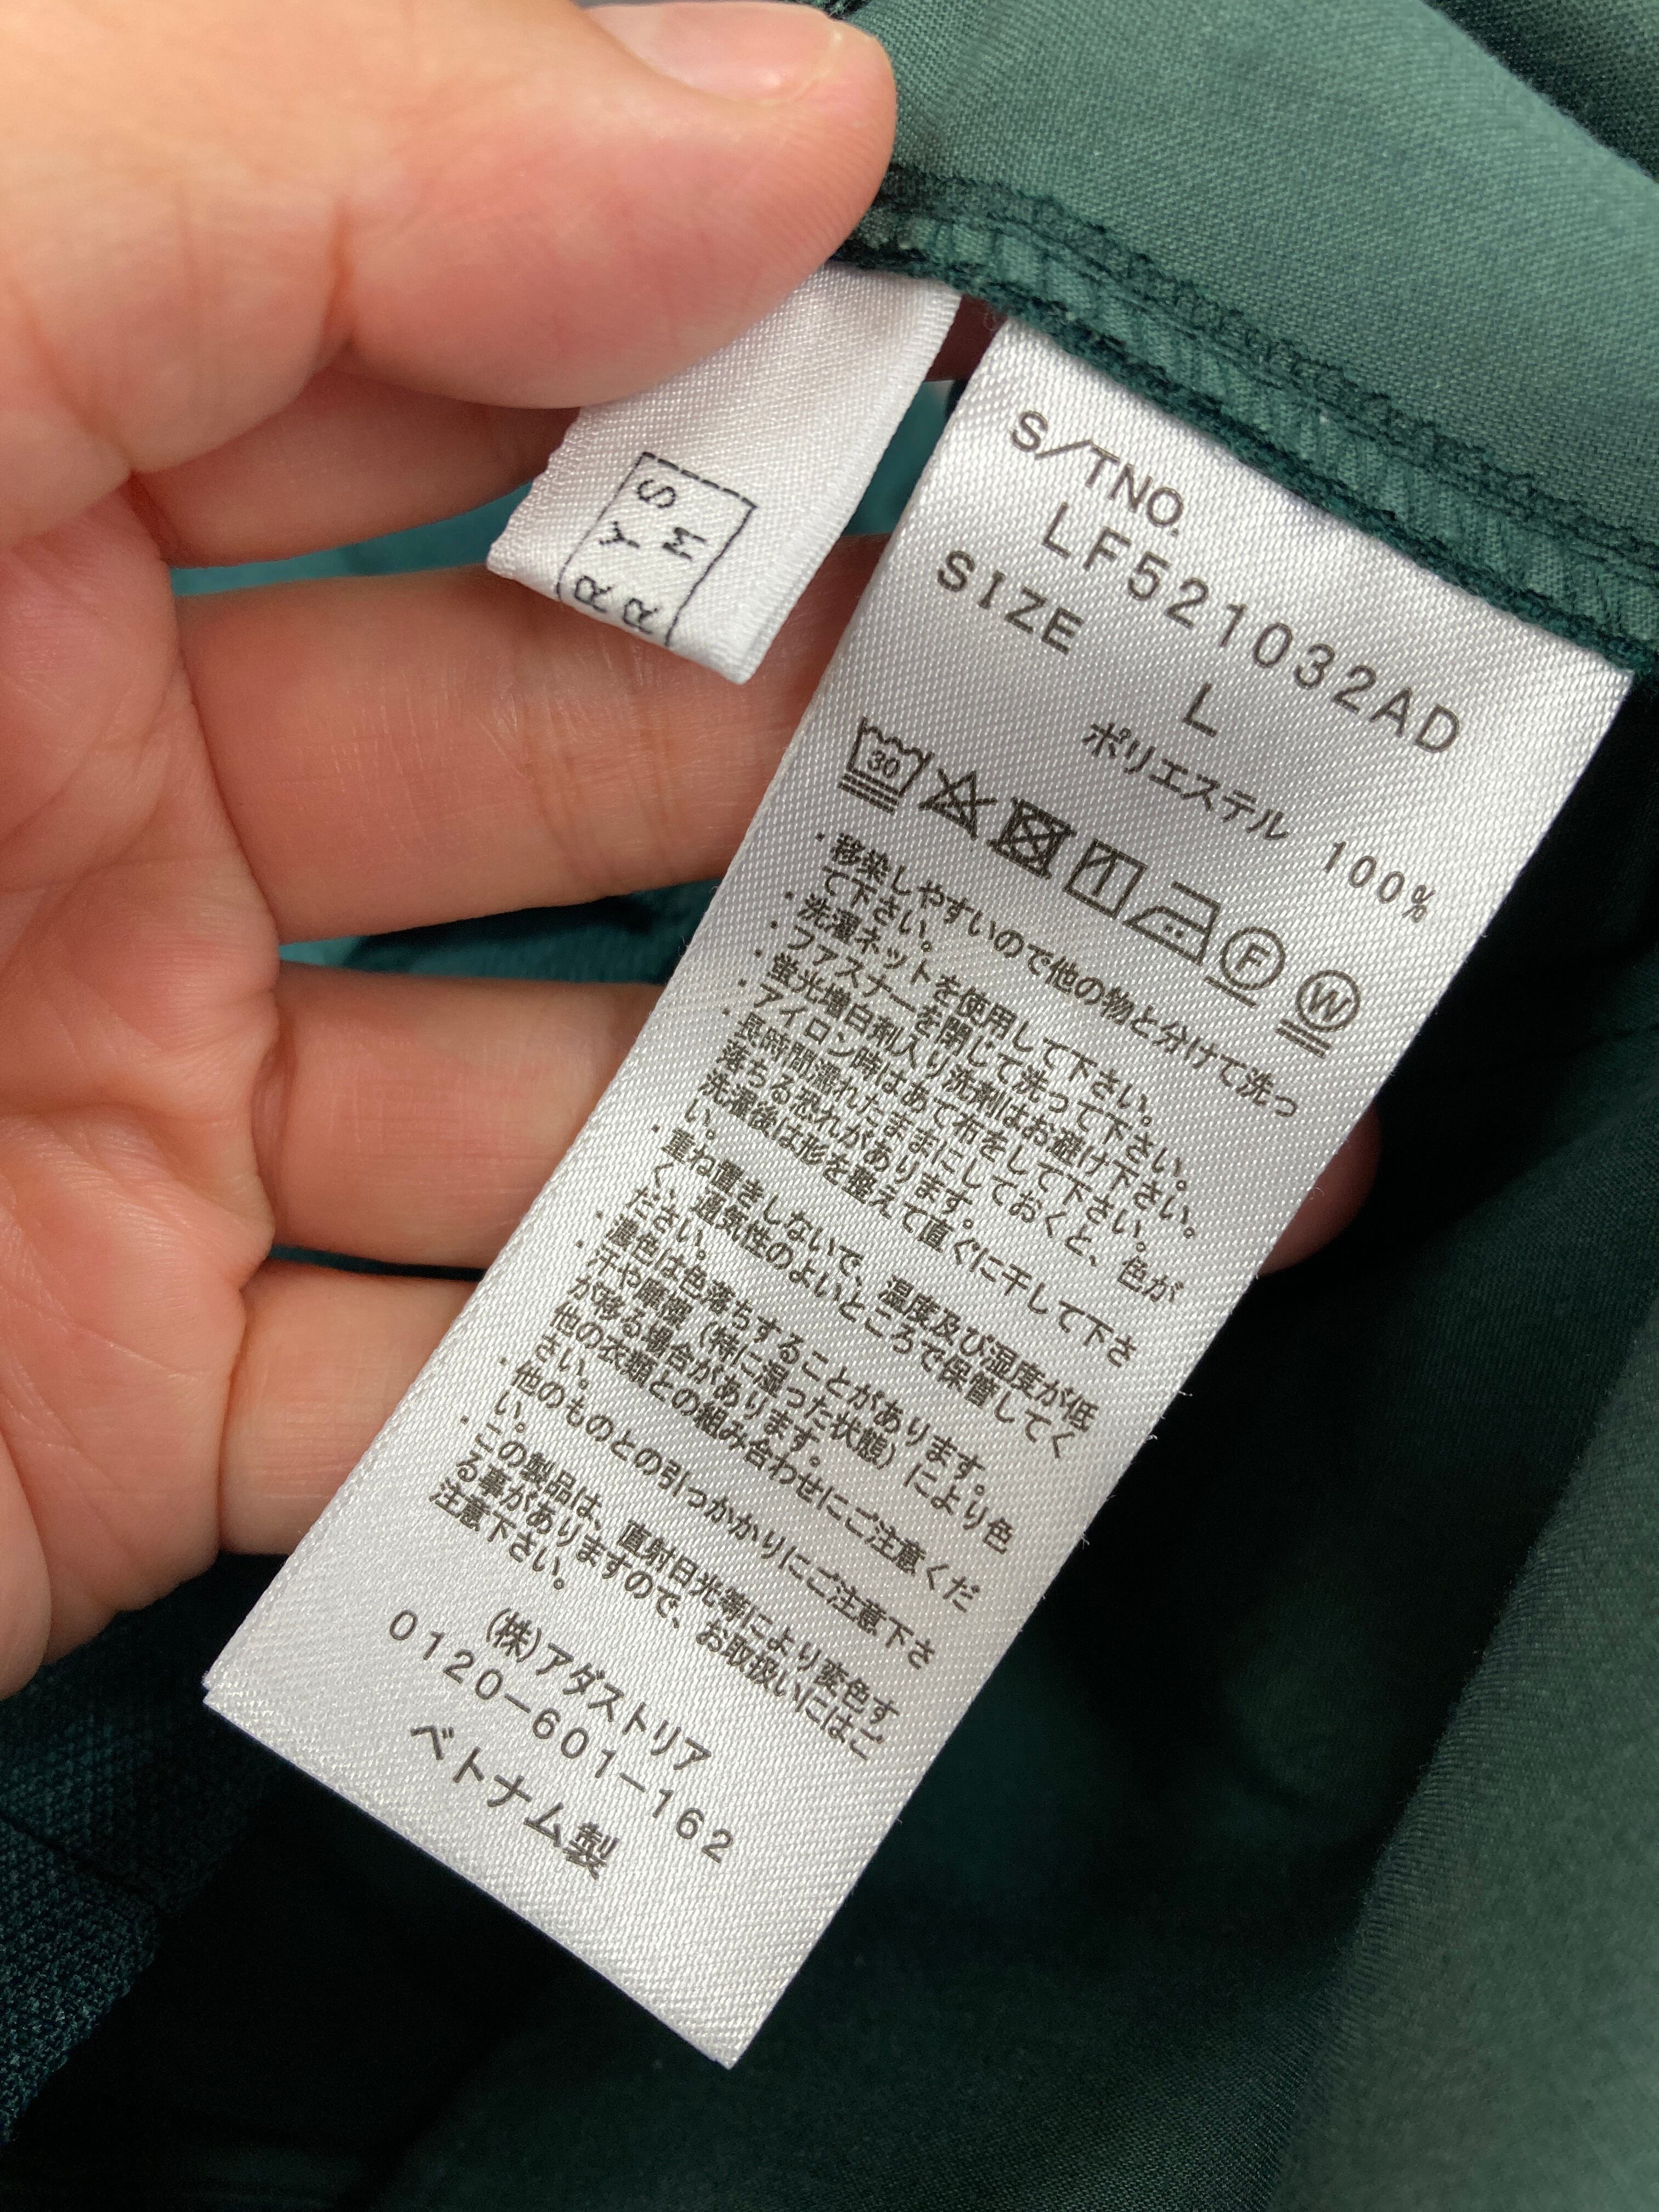 S Y R
M R
S/TNO.
LF521032AD
SIZE L
ポリエステル 100%
30
F W
・移染しやすいので他の物と分けて洗っ
て下さい。
・洗濯ネットを使用して下さい。
・ファスナーを閉じて洗って下さい。
・蛍光増白剤入り洗剤はお避け下さい。
・アイロン時はあて布をして下さい。
・長時間濡れたままにしておくと、色が
落ちる恐れがあります。
洗濯後は形を整えて直ぐに干して下さ
い。
・重ね置きしないで、温度及び湿度が低
く、通気性のよいところで保管してく
ださい。
・濃色は色落ちすることがあります。
・汗や摩擦（特に湿った状態）により色
が移る場合があります。
他の衣類との組み合わせにご注意くだ
さい。
・他のものとの引っかかりにご注意下さ
い。
・この製品は、直射日光等により変色す
る事がありますので、お取扱いにはご
注意下さい。
(株)アダストリア
0120-601-162
ベトナム製